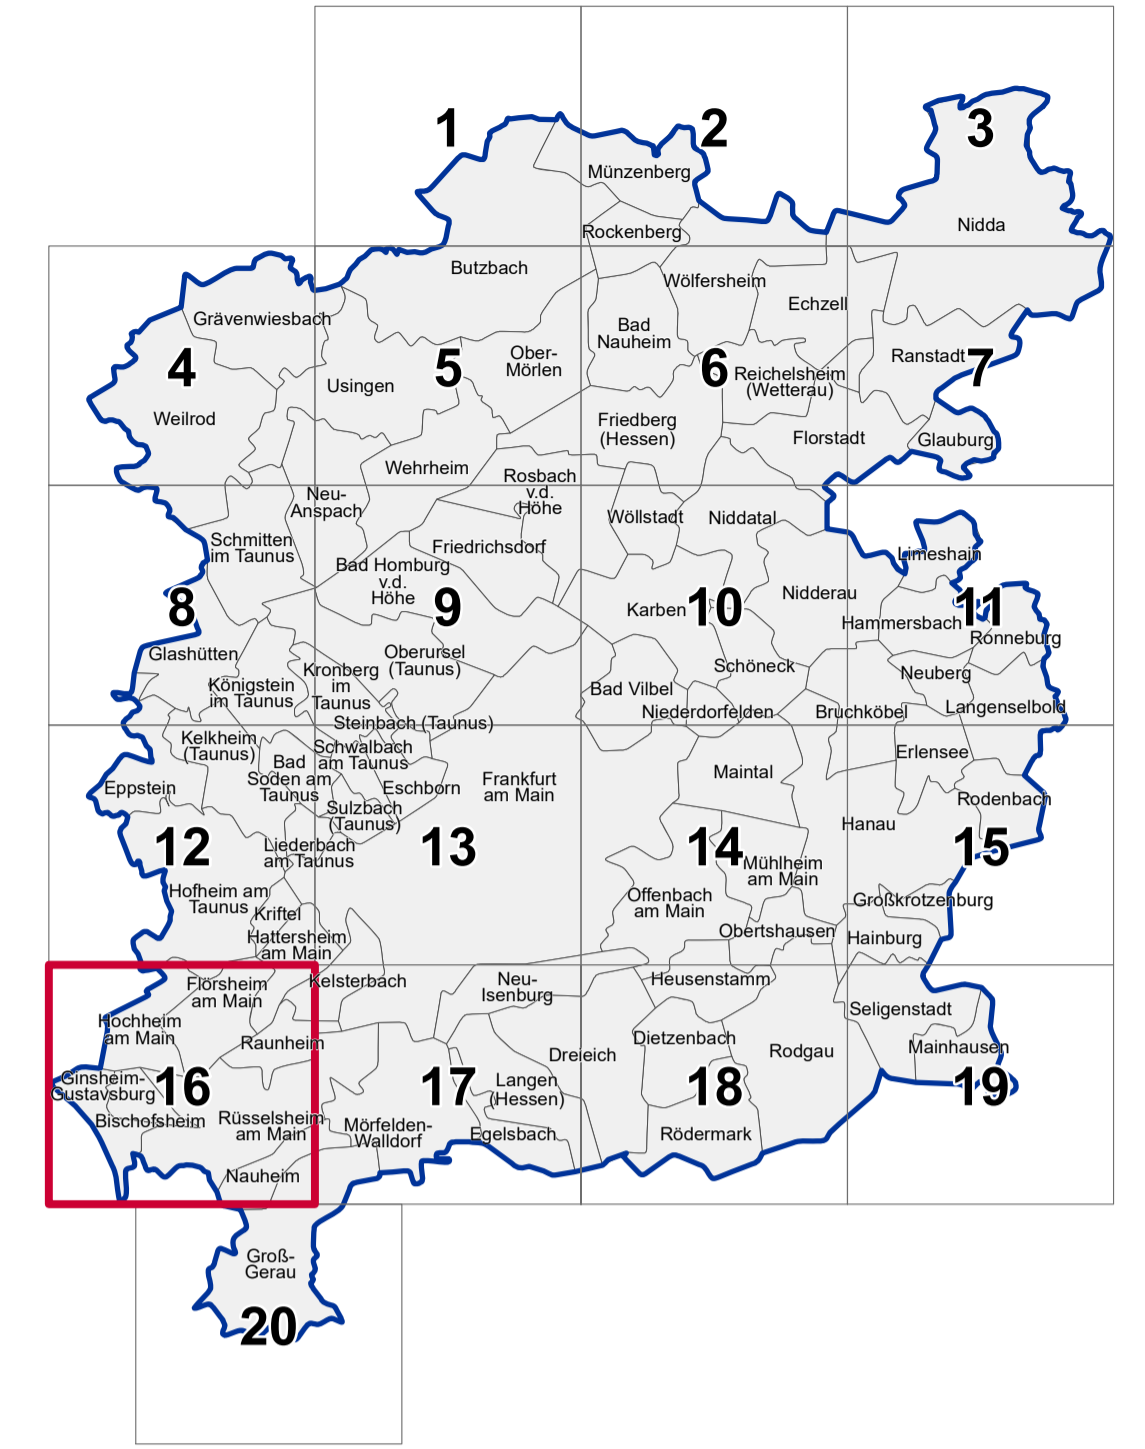 1
2
3
Münzenberg
Nidda
Rockenberg
Butzbach
Wölfersheim
Echzell
Grävenwiesbach
Bad
Nauheim
Ober-
Mörlen
Ranstadt
4
5
6
7
Usingen
Reichelsheim
(Wetterau)
Weilrod
Friedberg
(Hessen)
Florstadt
Glauburg
Wehrheim
Rosbach
v.d.
Höhe
Neu-
Anspach
Wöllstadt
Niddatal
Schmitten
im Taunus
Friedrichsdorf
Limeshain
Bad Homburg
v.d.
Höhe
Nidderau
8
9
10
11
Karben
Hammersbach
Ronneburg
Glashütten
Oberursel
(Taunus)
Schöneck
Neuberg
Kronberg
im
Taunus
Königstein
im Taunus
Bad Vilbel
Niederdorfelden
Bruchköbel
Langenselbold
Steinbach (Taunus)
Kelkheim
(Taunus)
Schwalbach
am Taunus
Erlensee
Bad
Soden am
Taunus
Maintal
Eppstein
Eschborn
Frankfurt
am Main
Rodenbach
Sulzbach
(Taunus)
Hanau
12
13
14
15
Liederbach
am Taunus
Mühlheim
am Main
Hofheim am
Taunus
Offenbach
am Main
Großkrotzenburg
Kriftel
Obertshausen
Hainburg
Hattersheim
am Main
Flörsheim
am Main
Kelsterbach
Neu-
Isenburg
Heusenstamm
Seligenstadt
Hochheim
am Main
Raunheim
Dietzenbach
Rodgau
Mainhausen
Dreieich
Ginsheim-
Gustavsburg
16
17
18
19
Langen
(Hessen)
Bischofsheim
Rüsselsheim
am Main
Mörfelden-
Walldorf
Egelsbach
Rödermark
Nauheim
Groß-
Gerau
20